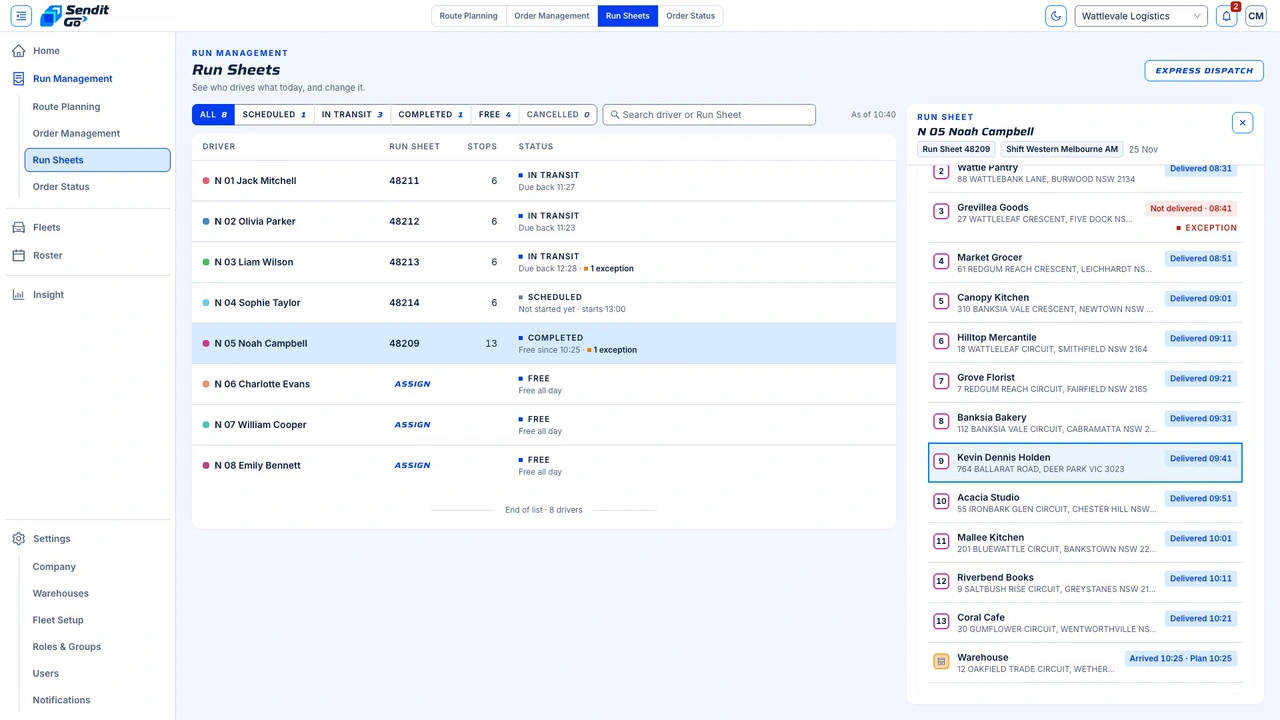 Sendit Go
Route Planning
Order Management
Run Sheets
Order Status
Wattlevale Logistics
2
CM
Home
Run Management
Route Planning
Order Management
Run Sheets
Order Status
Fleets
Roster
Insight
Settings
Company
Warehouses
Fleet Setup
Roles & Groups
Users
Notifications
RUN MANAGEMENT
Run Sheets
See who drives what today, and change it.
EXPRESS DISPATCH
ALL 8
SCHEDULED 1
IN TRANSIT 3
COMPLETED 1
FREE 4
CANCELLED 0
Search driver or Run Sheet
As of 10:40
DRIVER RUN SHEET STOPS STATUS
N 01 Jack Mitchell 48211 6 IN TRANSIT
Due back 11:27
N 02 Olivia Parker 48212 6 IN TRANSIT
Due back 11:23
N 03 Liam Wilson 48213 6 IN TRANSIT
Due back 12:28 · 1 exception
N 04 Sophie Taylor 48214 6 SCHEDULED
Not started yet · starts 13:00
N 05 Noah Campbell 48209 13 COMPLETED
Free since 10:25 · 1 exception
N 06 Charlotte Evans ASSIGN FREE
Free all day
N 07 William Cooper ASSIGN FREE
Free all day
N 08 Emily Bennett ASSIGN FREE
Free all day
End of list · 8 drivers
RUN SHEET
N 05 Noah Campbell
Run Sheet 48209 Shift Western Melbourne AM 25 Nov
2 Wattle Pantry Delivered 08:31
88 WATTLEBANK LANE, BURWOOD NSW 2134
3 Grevillea Goods Not delivered · 08:41
27 WATTLELEAF CRESCENT, FIVE DOCK NS...
EXCEPTION
4 Market Grocer Delivered 08:51
61 REDGUM REACH CRESCENT, LEICHHARDT NS...
5 Canopy Kitchen Delivered 09:01
310 BANKSIA VALE CRESCENT, NEWTOWN NSW ...
6 Hilltop Mercantile Delivered 09:11
18 WATTLELEAF CIRCUIT, SMITHFIELD NSW 2164
7 Grove Florist Delivered 09:21
7 REDGUM REACH CIRCUIT, FAIRFIELD NSW 2165
8 Banksia Bakery Delivered 09:31
112 BANKSIA VALE CIRCUIT, CABRAMATTA NSW 2...
9 Kevin Dennis Holden Delivered 09:41
764 BALLARAT ROAD, DEER PARK VIC 3023
10 Acacia Studio Delivered 09:51
55 IRONBARK GLEN CIRCUIT, CHESTER HILL NSW...
11 Mallee Kitchen Delivered 10:01
201 BLUEWATTLE CIRCUIT, BANKSTOWN NSW 22...
12 Riverbend Books Delivered 10:11
9 SALTBUSH RISE CIRCUIT, GREYSTANES NSW 21...
13 Coral Cafe Delivered 10:21
30 GUMFLOWER CIRCUIT, WENTWORTHVILLE NS...
Warehouse Arrived 10:25 · Plan 10:25
12 OAKFIELD TRADE CIRCUIT, WETHER...